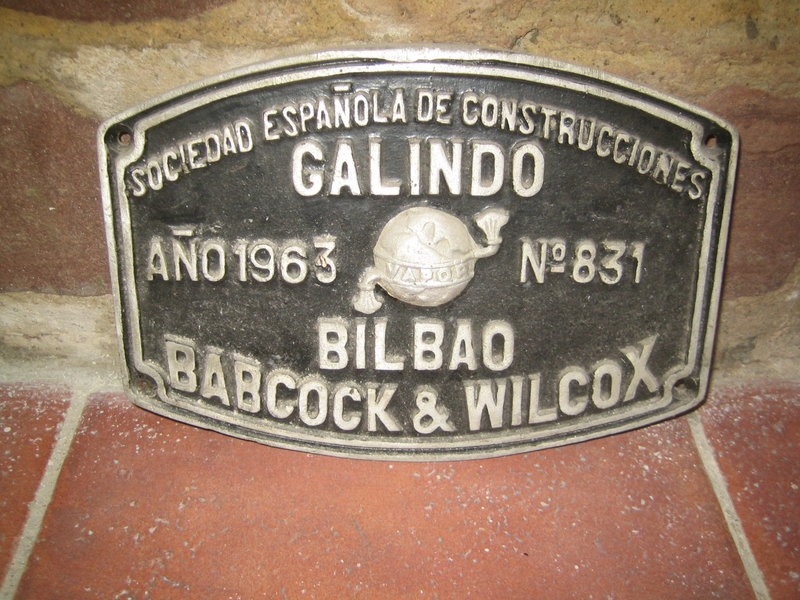 SOCIEDAD ESPAÑOLA DE CONSTRUCCIONES
GALINDO
AÑO 1963
VAPOR
Nº 831
BILBAO
BABCOCK & WILCOX